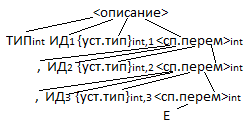 <описание>
ТИПint ИД1 {уст.тип}int,1 <сп.перем>int
, ИД2 {уст.тип}int,2 <сп.перем>int
, ИД3 {уст.тип}int,3 <сп.перем>int
E